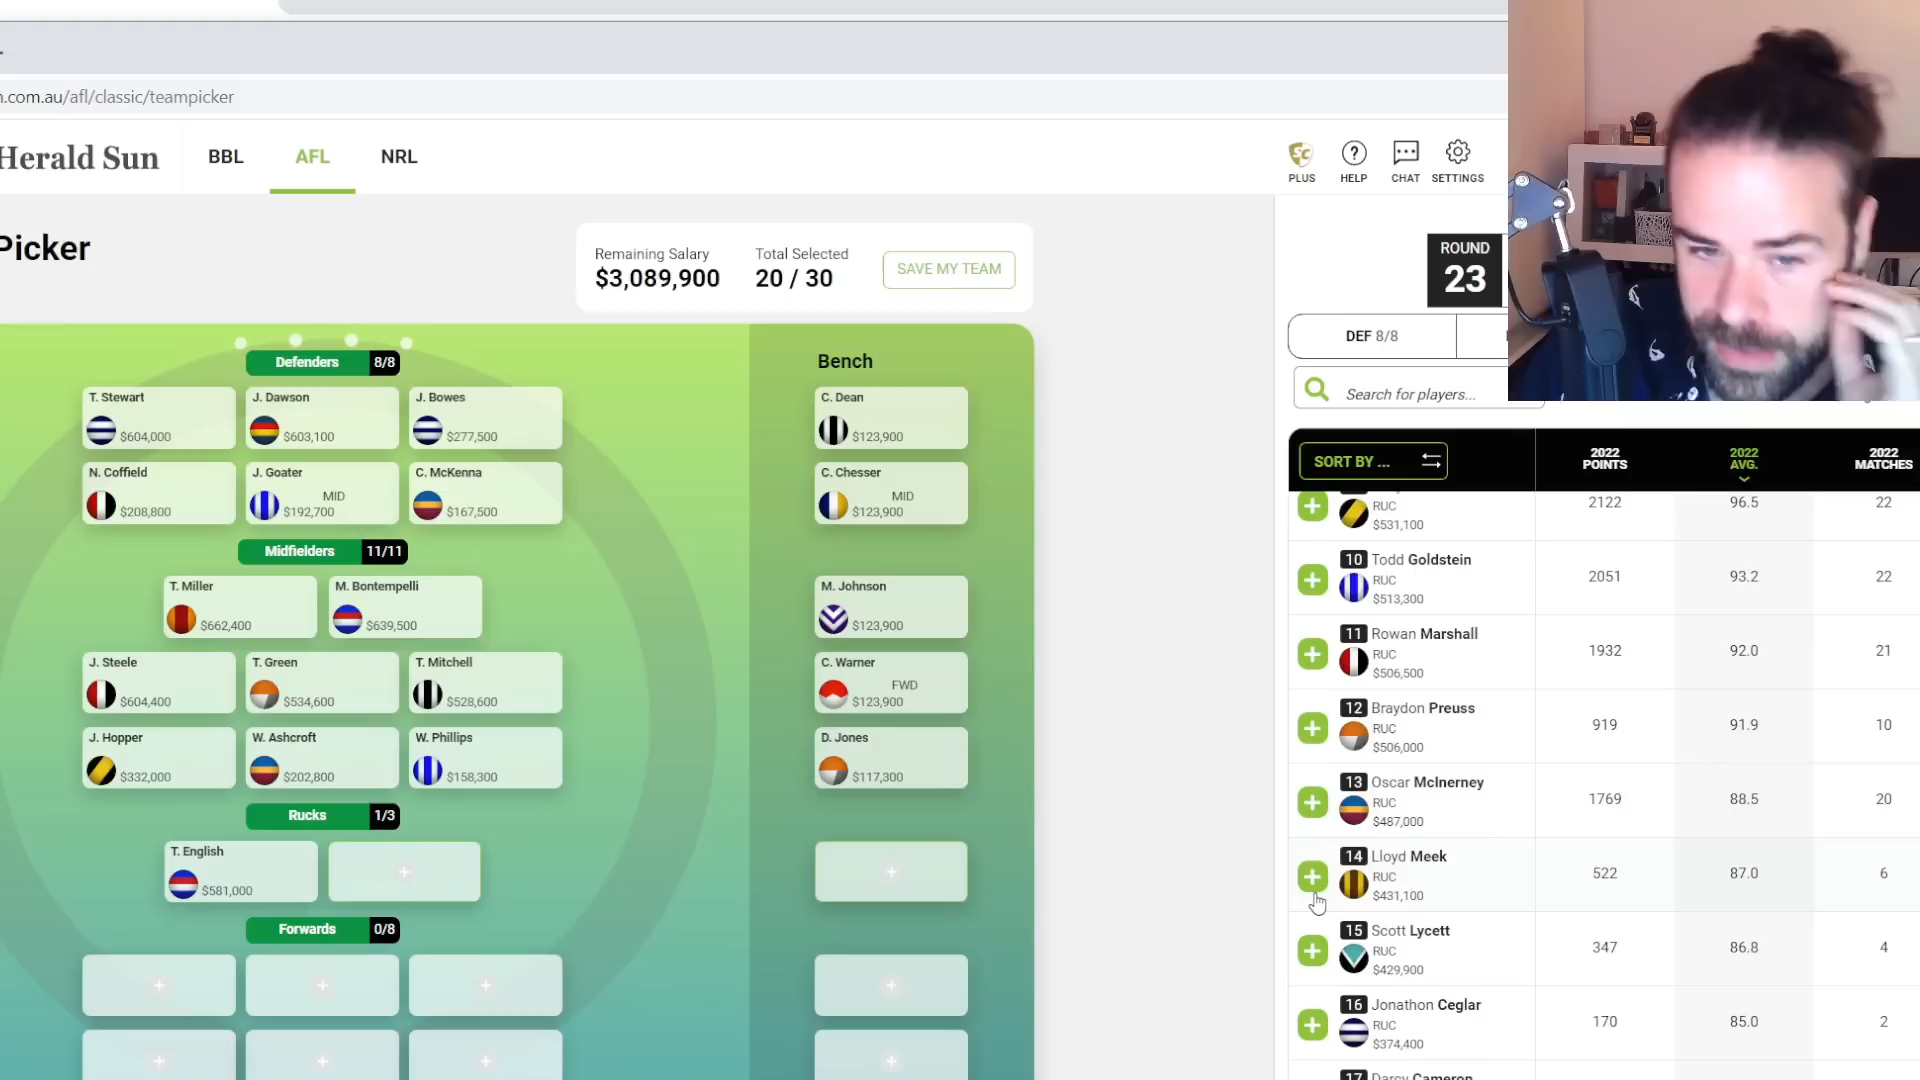 .com.au/afl/classic/teampicker
Herald Sun
BBL
AFL
NRL
PLUS
HELP
CHAT
SETTINGS
Picker
Remaining Salary
$3,089,900
Total Selected
20 / 30
SAVE MY TEAM
ROUND
23
DEF 8/8
Search for players...
Defenders 8/8
Bench
T. Stewart
$604,000
J. Dawson
$603,100
J. Bowes
$277,500
C. Dean
$123,900
N. Coffield
$208,800
J. Goater
MID
$192,700
C. McKenna
$167,500
C. Chesser
MID
$123,900
Midfielders 11/11
T. Miller
$662,400
M. Bontempelli
$639,500
M. Johnson
$123,900
J. Steele
$604,400
T. Green
$534,600
T. Mitchell
$528,600
C. Warner
FWD
$123,900
J. Hopper
$332,000
W. Ashcroft
$202,800
W. Phillips
$158,300
D. Jones
$117,300
Rucks 1/3
T. English
$581,000
Forwards 0/8
SORT BY ...
2022 POINTS
2022 AVG.
2022 MATCHES
RUC
$531,100
2122
96.5
22
10 Todd Goldstein
RUC
$513,300
2051
93.2
22
11 Rowan Marshall
RUC
$506,500
1932
92.0
21
12 Braydon Preuss
RUC
$506,000
919
91.9
10
13 Oscar McInerney
RUC
$487,000
1769
88.5
20
14 Lloyd Meek
RUC
$431,100
522
87.0
6
15 Scott Lycett
RUC
$429,900
347
86.8
4
16 Jonathon Ceglar
RUC
$374,400
170
85.0
2
17 Darcy Cameron